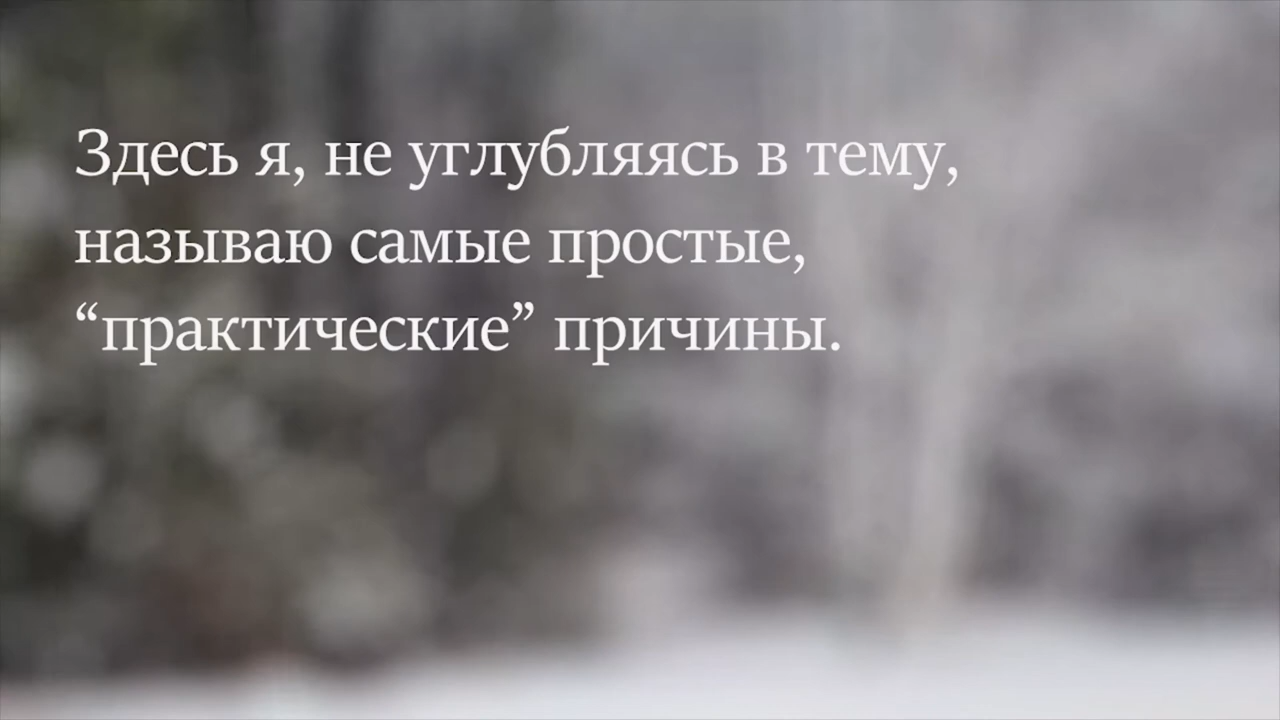 Здесь я, не углубляясь в тему,
называю самые простые,
“практические” причины.